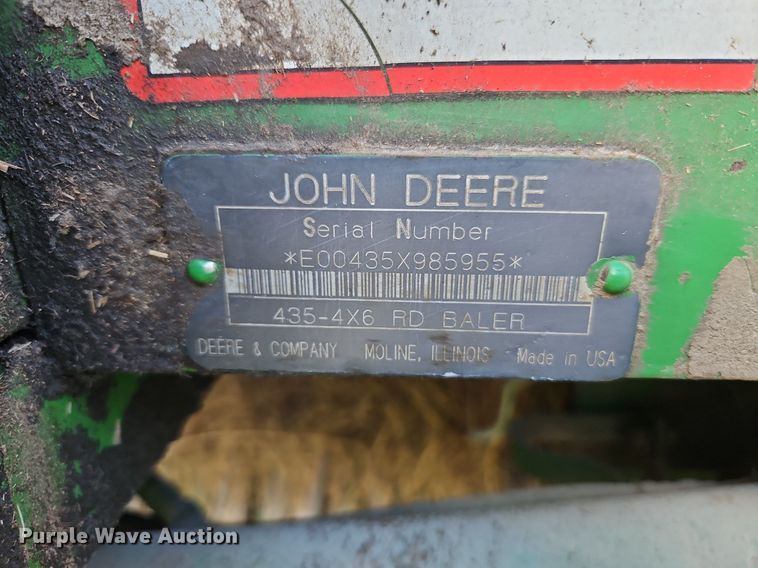 JOHN DEERE
Serial Number
*E00435X985955*
435-4X6 RD BALER
DEERE & COMPANY MOLINE, ILLINOIS Made in USA
Purple Wave Auction